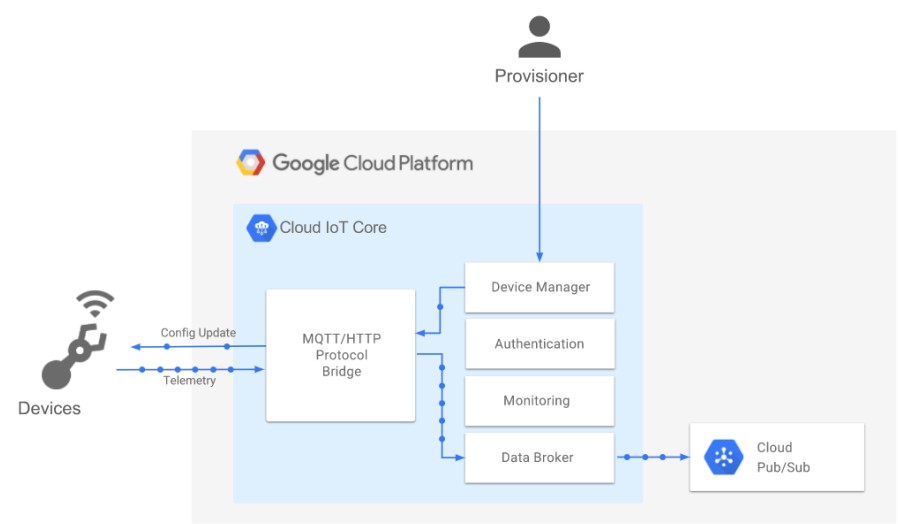 Provisioner
Google Cloud Platform
Cloud IoT Core
Device Manager
MQTT/HTTP
Protocol
Bridge
Config Update
Authentication
Telemetry
Devices
Monitoring
Data Broker
Cloud
Pub/Sub